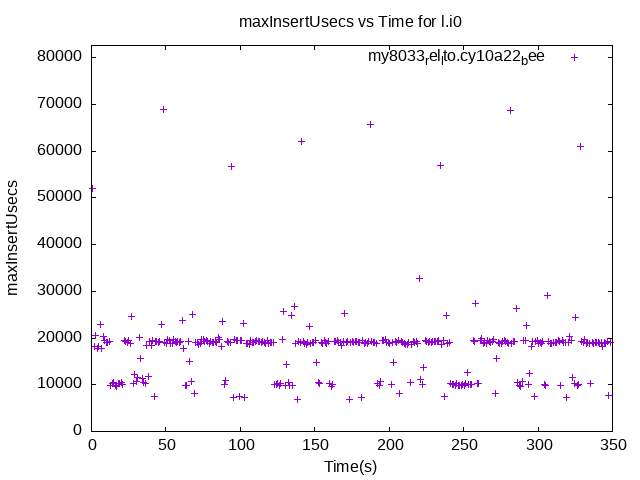 maxInsertUsecs vs Time for l.i0
my8033rel_lto.cy10a22_bee
80000
70000
60000
50000
40000
30000
20000
10000
0
maxInsertUsecs
0 50 100 150 200 250 300 350
Time(s)